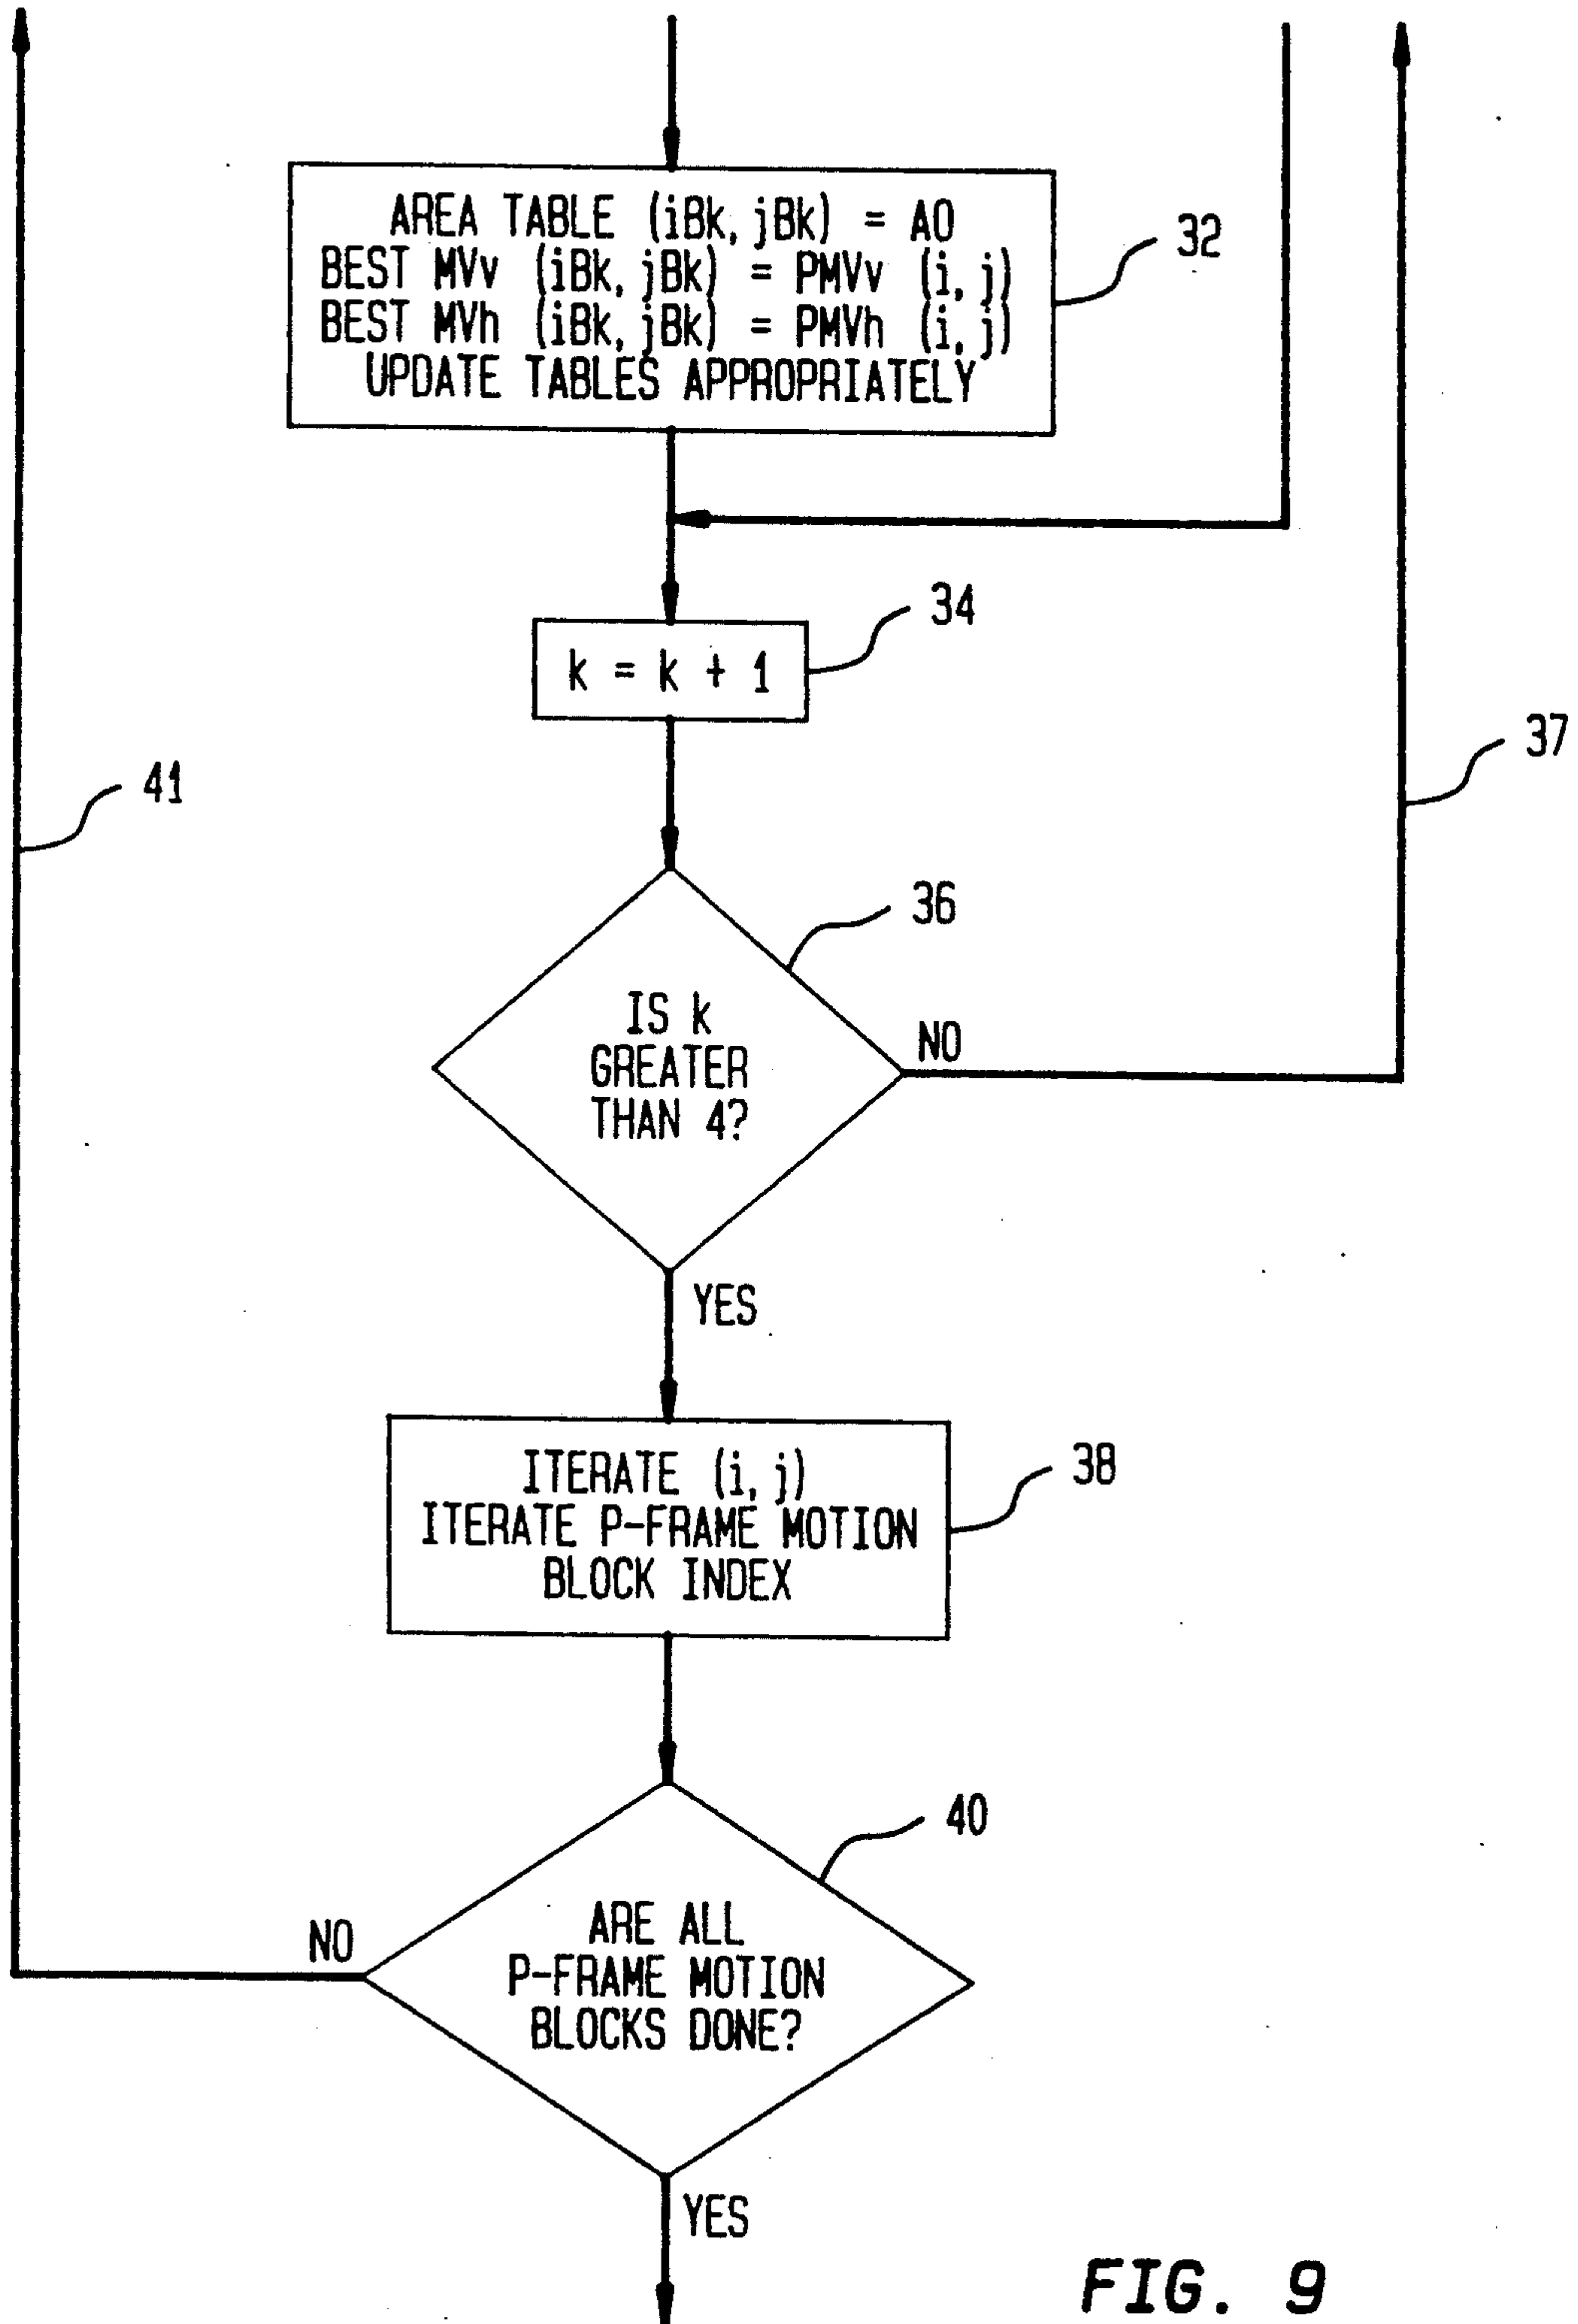 AREA TABLE (iBk, jBk) = AO
BEST MVv (iBk, jBk) = PMVv (i, j)
BEST MVh (iBk, jBk) = PMVh (i, j)
UPDATE TABLES APPROPRIATELY
32
k = k + 1
34
37
41
36
IS k
GREATER
THAN 4?
NO
YES
ITERATE (i, j)
ITERATE P-FRAME MOTION
BLOCK INDEX
38
40
ARE ALL
P-FRAME MOTION
BLOCKS DONE?
NO
YES
FIG. 9